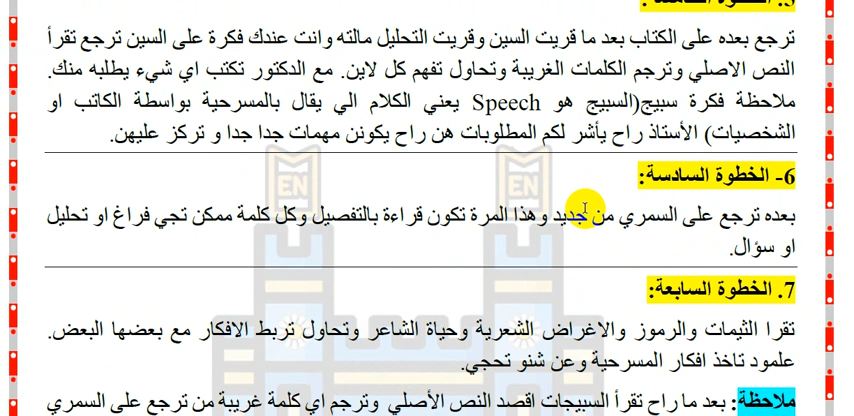 5. الخطوة الخامسة :
ترجع بعده على الكتاب بعد ما قريت السين وقريت التحليل مالته وانت عندك فكرة على السين ترجع تقرأ
النص الاصلي وترجم الكلمات الغريبة وتحاول تفهم كل لاين. مع الدكتور تكتب اي شيء يطلبه منك.
ملاحظة فكرة سبيج(السبيج هو Speech يعني الكلام الي يقال بالمسرحية بواسطة الكاتب او
الشخصيات) الأستاذ راح يأشر لكم المطلوبات هن راح يكونن مهمات جدا جدا و تركز عليهن.
6- الخطوة السادسة:
بعده ترجع على السمري من جديد وهذا المرة تكون قراءة بالتفصيل وكل كلمة ممكن تجي فراغ او تحليل
او سؤال.
7. الخطوة السابعة:
تقرا الثيمات والرموز والاغراض الشعرية وحياة الشاعر وتحاول تربط الافكار مع بعضها البعض.
علمود تاخذ افكار المسرحية وعن شنو تحجي.
ملاحظة: بعد ما راح تقرأ السبيجات اقصد النص الأصلي وترجم اي كلمة غريبة من ترجع على السمري
EN
EN